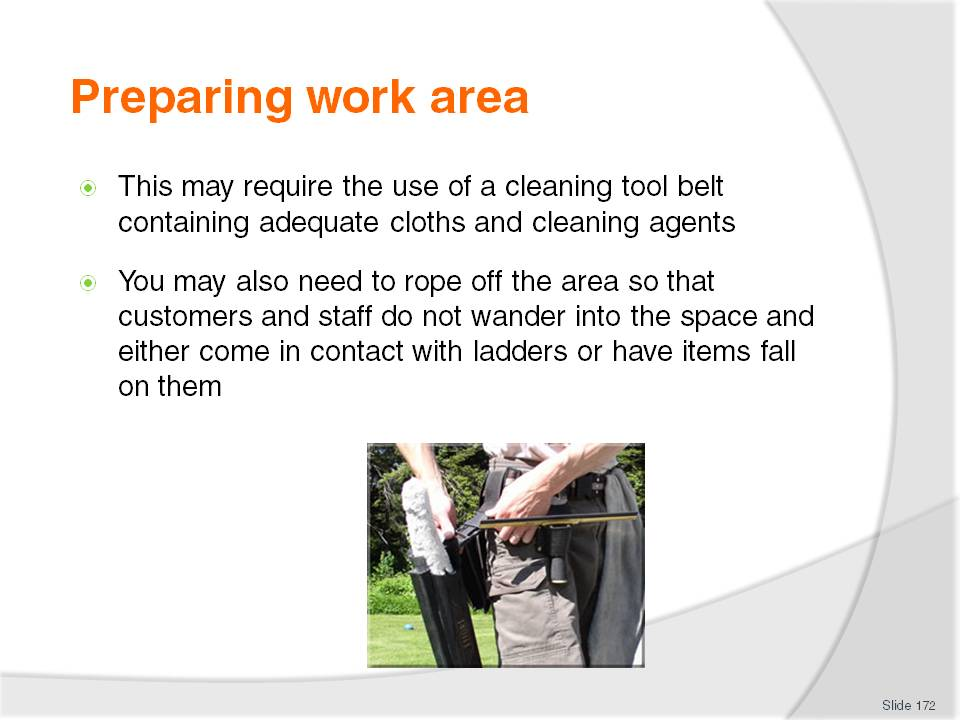 Preparing work area
This may require the use of a cleaning tool belt
containing adequate cloths and cleaning agents
You may also need to rope off the area so that
customers and staff do not wander into the space and
either come in contact with ladders or have items fall
on them
Slide 172